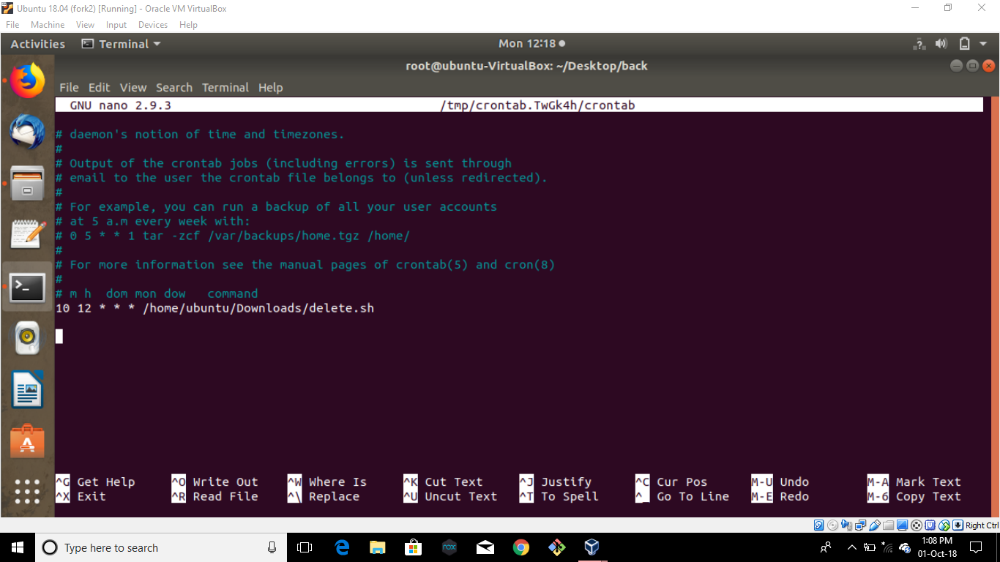 Ubuntu 18.04 (fork2) [Running] - Oracle VM VirtualBox
File Machine View Input Devices Help
Activities Terminal Mon 12:18
root@ubuntu-VirtualBox: ~/Desktop/back
File Edit View Search Terminal Help
GNU nano 2.9.3 /tmp/crontab.TwGk4h/crontab
# daemon's notion of time and timezones.
#
# Output of the crontab jobs (including errors) is sent through
# email to the user the crontab file belongs to (unless redirected).
#
# For example, you can run a backup of all your user accounts
# at 5 a.m every week with:
# 0 5 * * 1 tar -zcf /var/backups/home.tgz /home/
#
# For more information see the manual pages of crontab(5) and cron(8)
#
# m h  dom mon dow   command
10 12 * * * /home/ubuntu/Downloads/delete.sh
^G Get Help ^O Write Out ^W Where Is ^K Cut Text ^J Justify ^C Cur Pos M-U Undo M-A Mark Text
^X Exit ^R Read File ^\ Replace ^U Uncut Text ^T To Spell ^_ Go To Line M-E Redo M-6 Copy Text
Right Ctrl
Type here to search
nox
1:08 PM
01-Oct-18